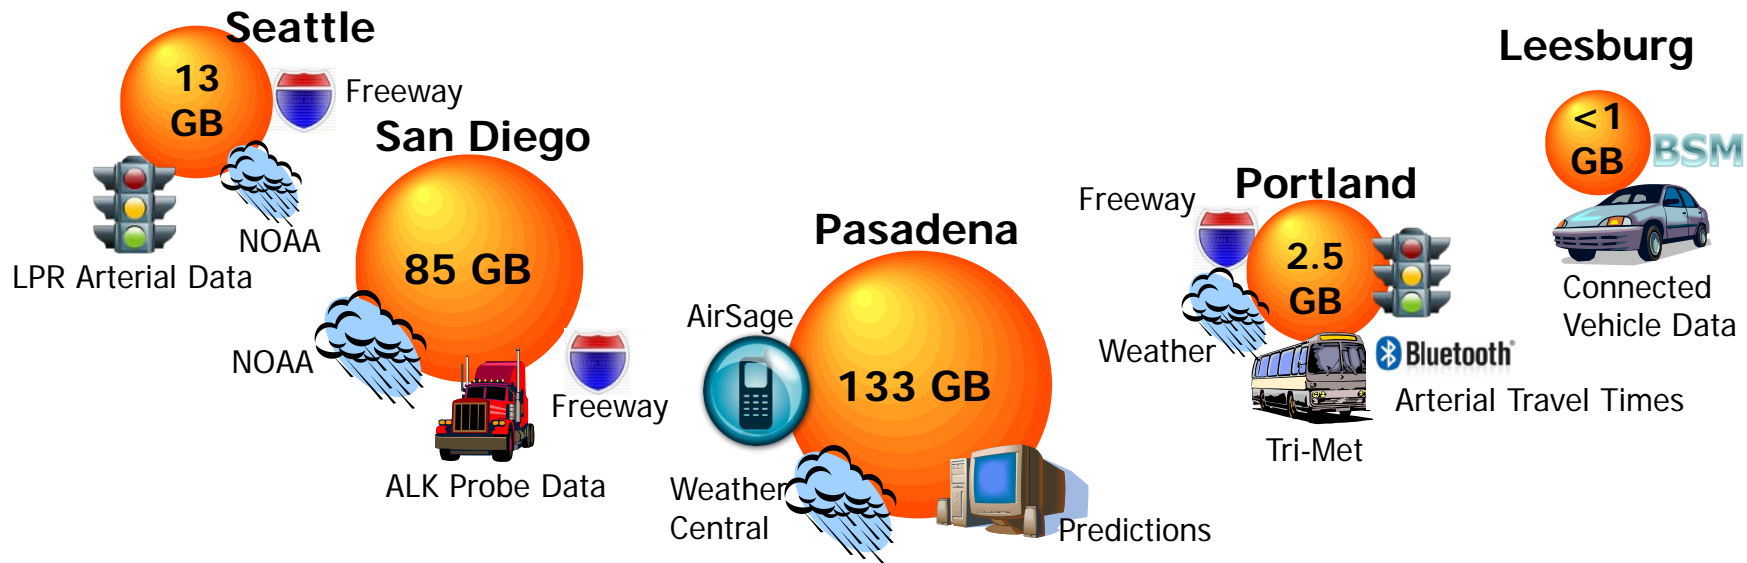 Seattle
13
GB
Freeway
NOAA
LPR Arterial Data
San Diego
85 GB
NOAA
Freeway
ALK Probe Data
Pasadena
AirSage
133 GB
Weather
Central
Predictions
Portland
Freeway
2.5
GB
Weather
Bluetooth®
Arterial Travel Times
Tri-Met
Leesburg
<1
GB
BSM
Connected
Vehicle Data